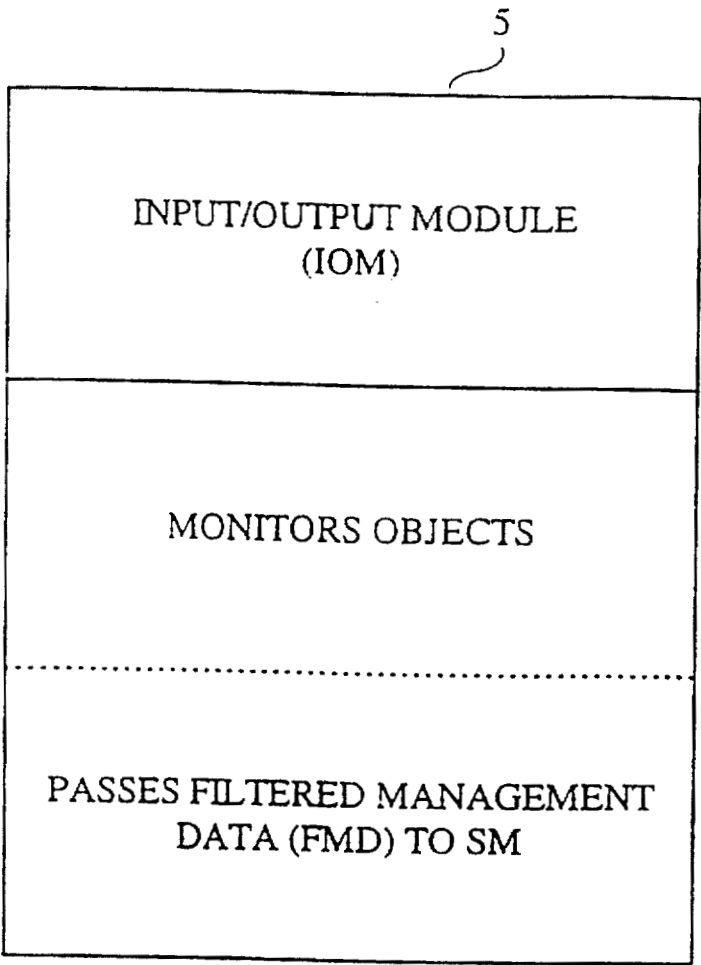 5
INPUT/OUTPUT MODULE
(IOM)
MONITORS OBJECTS
PASSES FILTERED MANAGEMENT
DATA (FMD) TO SM